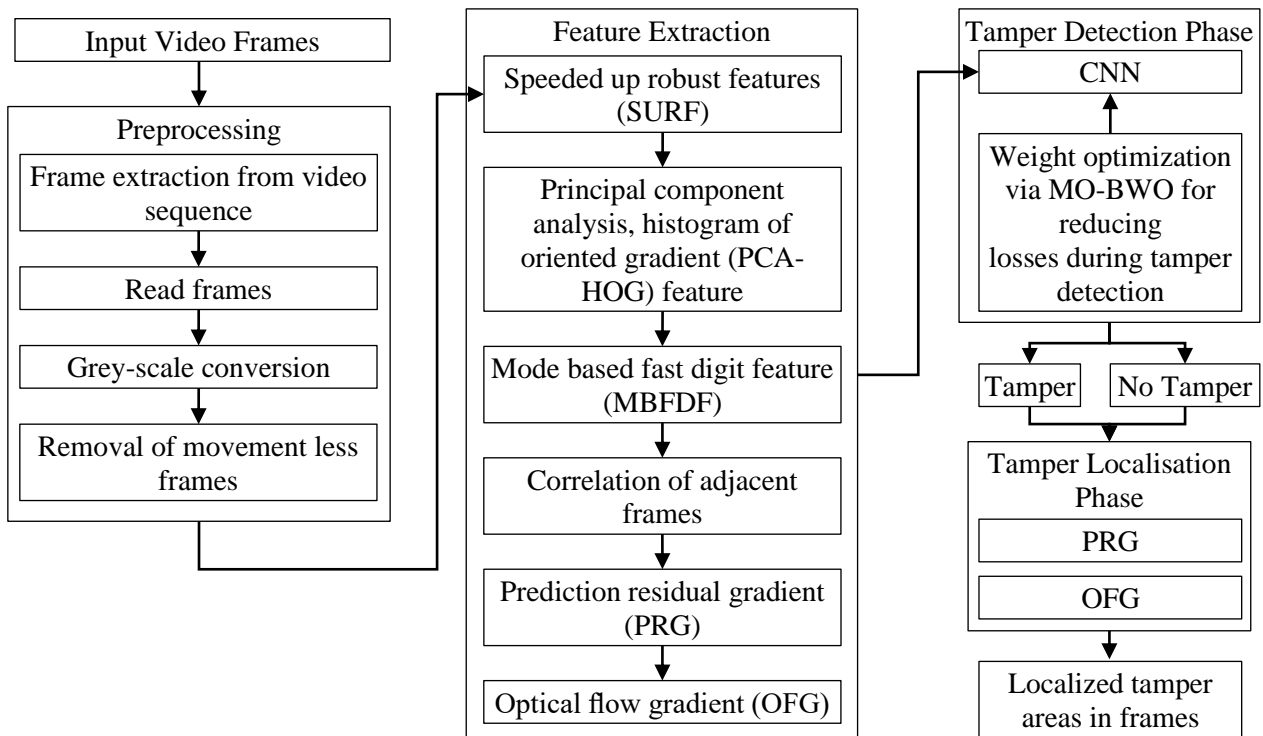 Input Video Frames
Preprocessing
Frame extraction from video
sequence
Read frames
Grey-scale conversion
Removal of movement less
frames
Feature Extraction
Speeded up robust features
(SURF)
Principal component
analysis, histogram of
oriented gradient (PCA-
HOG) feature
Mode based fast digit feature
(MBFDF)
Correlation of adjacent
frames
Prediction residual gradient
(PRG)
Optical flow gradient (OFG)
Tamper Detection Phase
CNN
Weight optimization
via MO-BWO for
reducing
losses during tamper
detection
Tamper
No Tamper
Tamper Localisation
Phase
PRG
OFG
Localized tamper
areas in frames